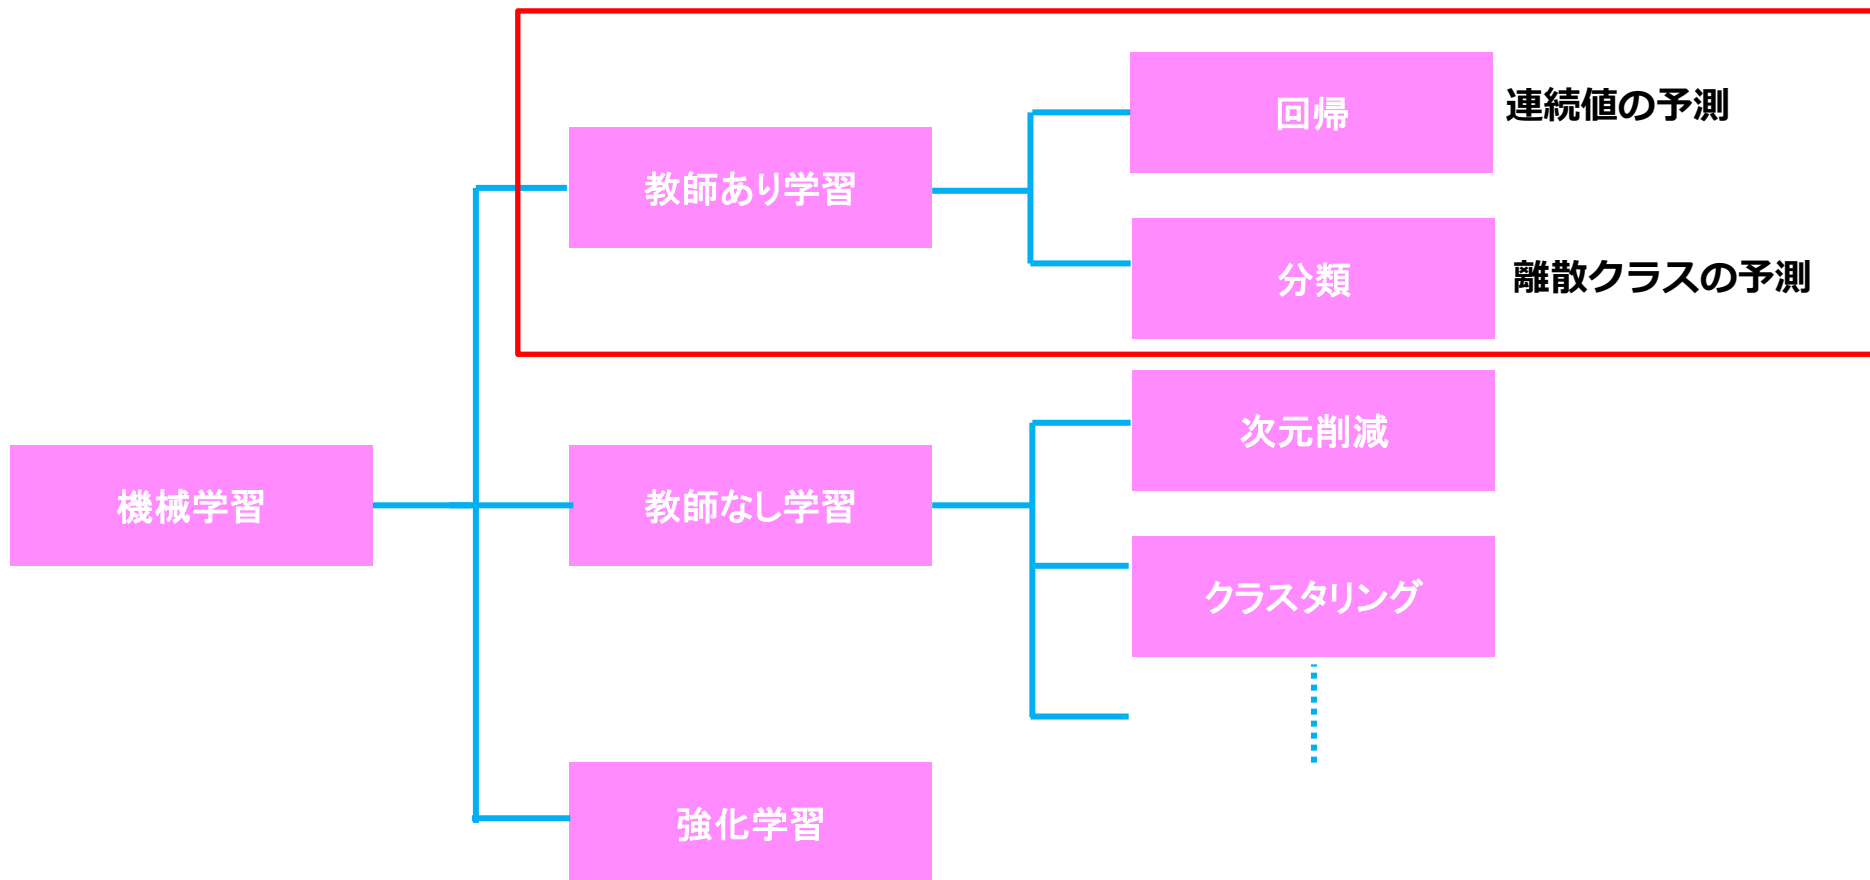 回帰
連続値の予測
教師あり学習
分類
離散クラスの予測
次元削減
機械学習
教師なし学習
クラスタリング
強化学習